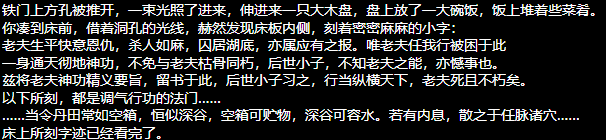 铁门上方孔被推开，一束光照了进来，伸进来一只大木盘，盘上放了一大碗饭，饭上堆着些菜肴。
你凑到床前，借着洞孔的光线，赫然发现床板内侧，刻着密密麻麻的小字：
老夫生平快意恩仇，杀人如麻，囚居湖底，亦属应有之报。唯老夫任我行被困于此
一身通天彻地神功，不免与老夫枯骨同朽，后世小子，不知老夫之能，亦憾事也。
兹将老夫神功精义要旨，留书于此，后世小子习之，行当纵横天下，老夫死且不朽矣。
以下所刻，都是调气行功的法门……
……当令丹田常如空箱，恒似深谷，空箱可贮物，深谷可容水。若有内息，散之于任脉诸穴……
床上所刻字迹已经看完了。